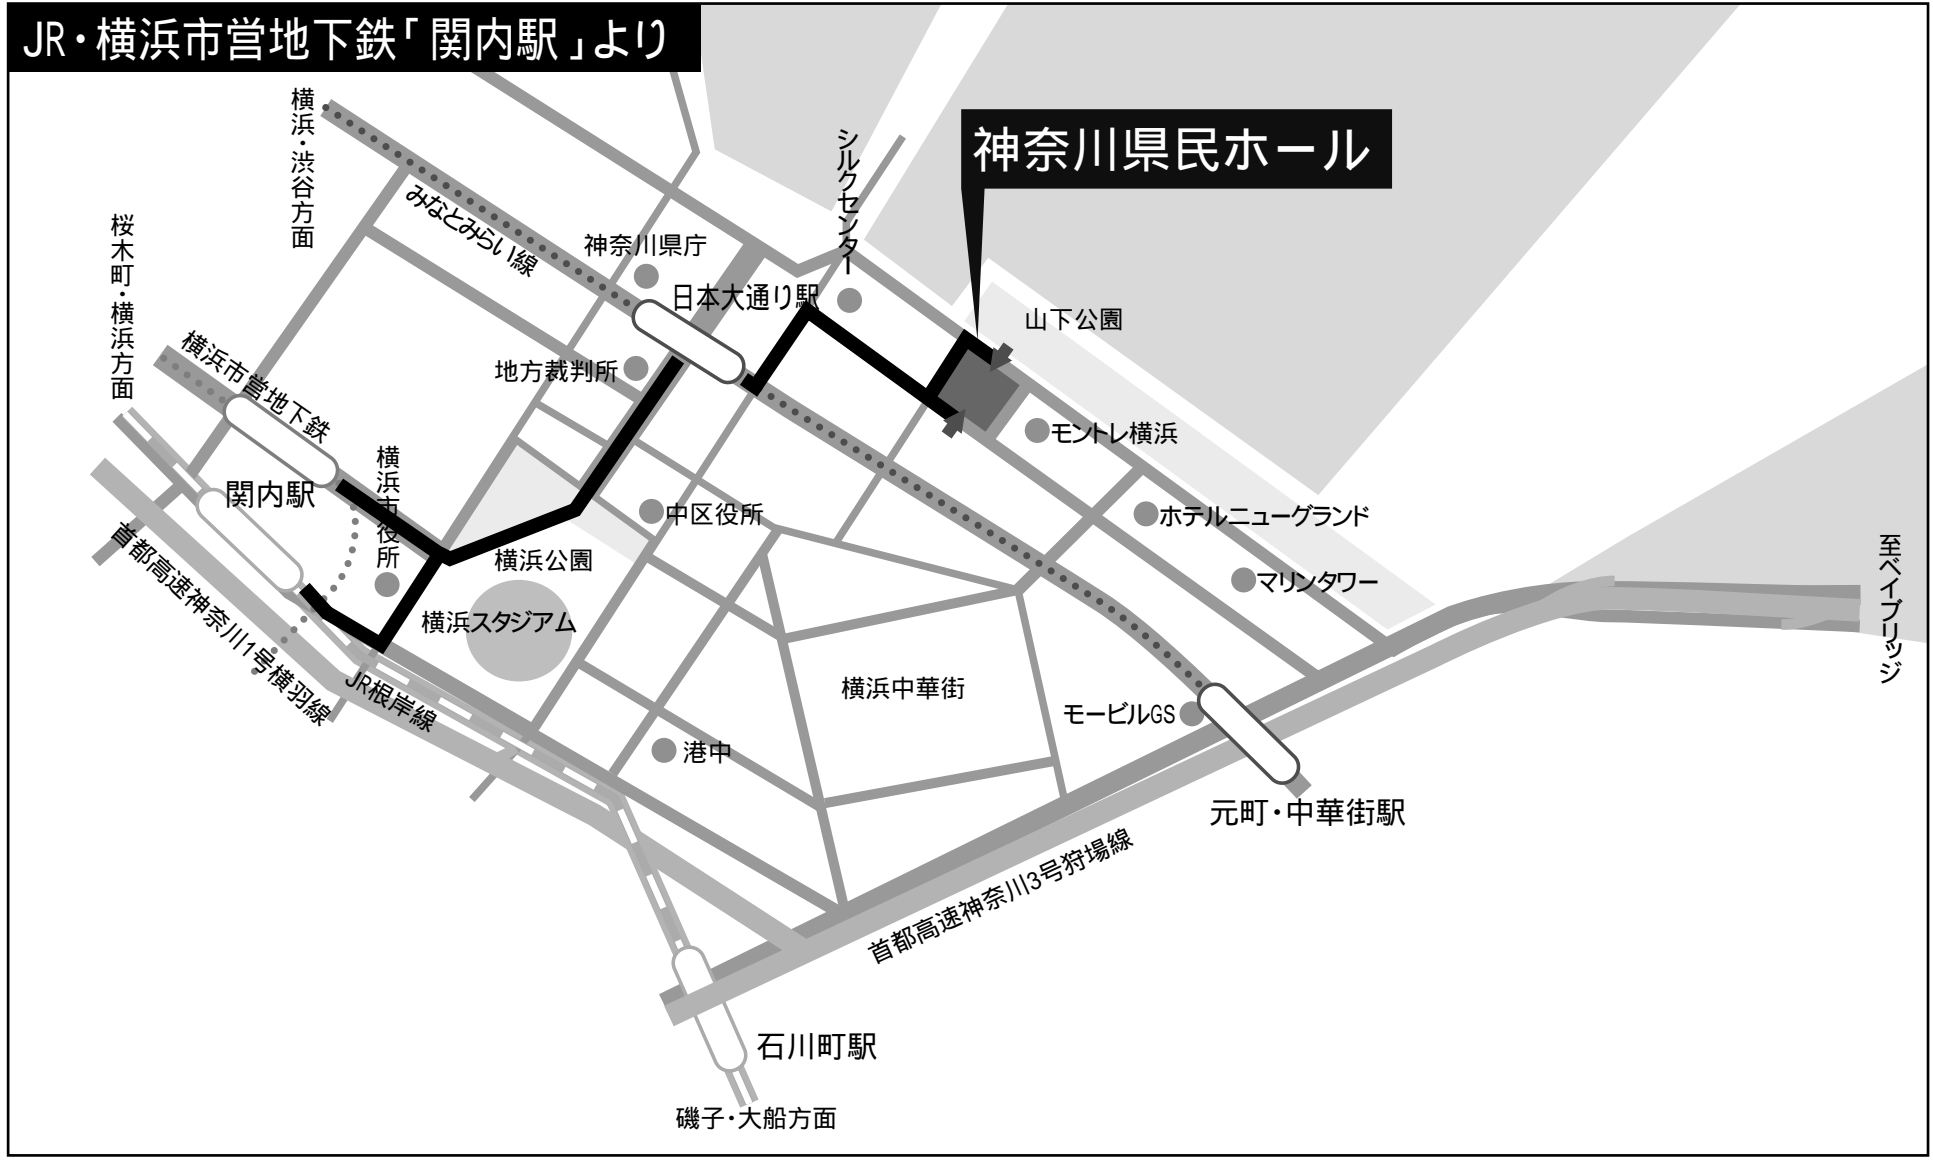 JR・横浜市営地下鉄「関内駅」より
横浜・渋谷方面
シルクセンター
神奈川県民ホール
桜木町・横浜方面
みなとみらい線
神奈川県庁
日本大通り駅
山下公園
横浜市営地下鉄
地方裁判所
モントレ横浜
関内駅
横浜市役所
中区役所
ホテルニューグランド
至ベイブリッジ
首都高速神奈川1号横羽線
横浜公園
マリンタワー
横浜スタジアム
JR根岸線
横浜中華街
モービルGS
港中
元町・中華街駅
首都高速神奈川3号狩場線
石川町駅
磯子・大船方面